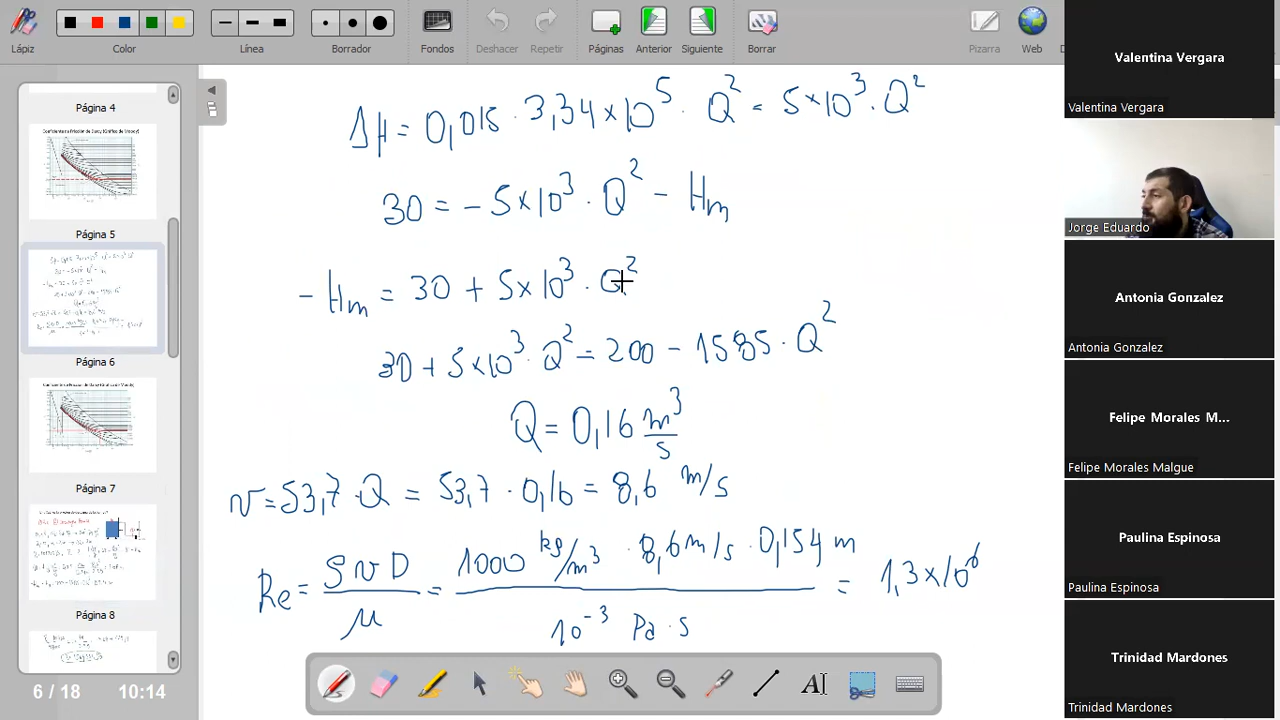 Lápiz
Color
Línea
Borrador
Fondos
Deshacer
Repetir
Páginas
Anterior
Siguiente
Borrar
Pizarra
Web
Página 4
Página 5
Página 6
Página 7
Página 8
6 / 18 10:14
ΔH = 0,015 · 3,34×10⁵ · Q² = 5×10³ · Q²
30 = - 5×10³ · Q² - Hm
- Hm = 30 + 5×10³ · Q²
30 + 5×10³ · Q² = 200 - 1585 · Q²
Q = 0,16 m³/s
v = 53,7 · Q = 53,7 · 0,16 = 8,6 m/s
Re = ρ v D / μ = 1000 kg/m³ · 8,6 m/s · 0,154 m / 10⁻³ Pa · s = 1,3×10⁶
Valentina Vergara
Valentina Vergara
Jorge Eduardo
Antonia Gonzalez
Antonia Gonzalez
Felipe Morales M...
Felipe Morales Malgue
Paulina Espinosa
Paulina Espinosa
Trinidad Mardones
Trinidad Mardones